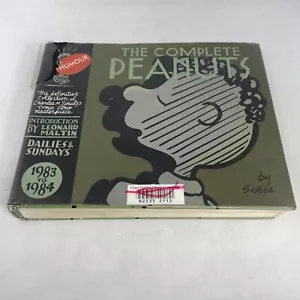 HUMOUR
THE COMPLETE
PEANUTS
The definitive
collection of
Charles M. Schulz's
comic strip
masterpiece
INTRODUCTION
BY LEONARD
MALTIN
DAILIES &
SUNDAYS
1983
TO
1984
by
SCHULZ